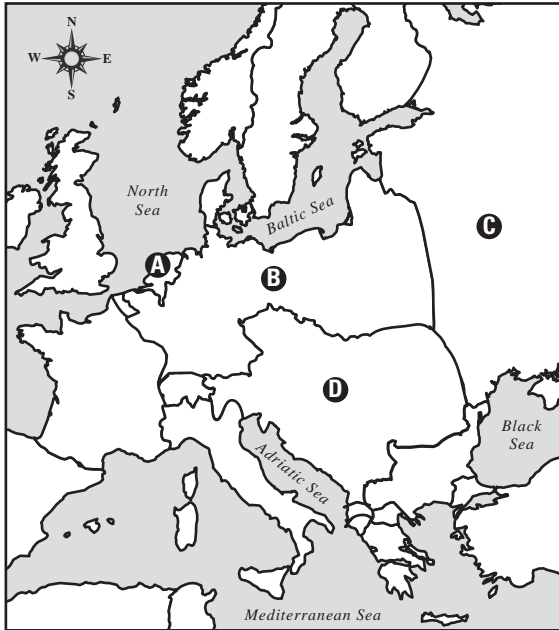 N
W
E
S
North
Sea
Baltic Sea
A
B
C
D
Adriatic Sea
Black
Sea
Mediterranean Sea